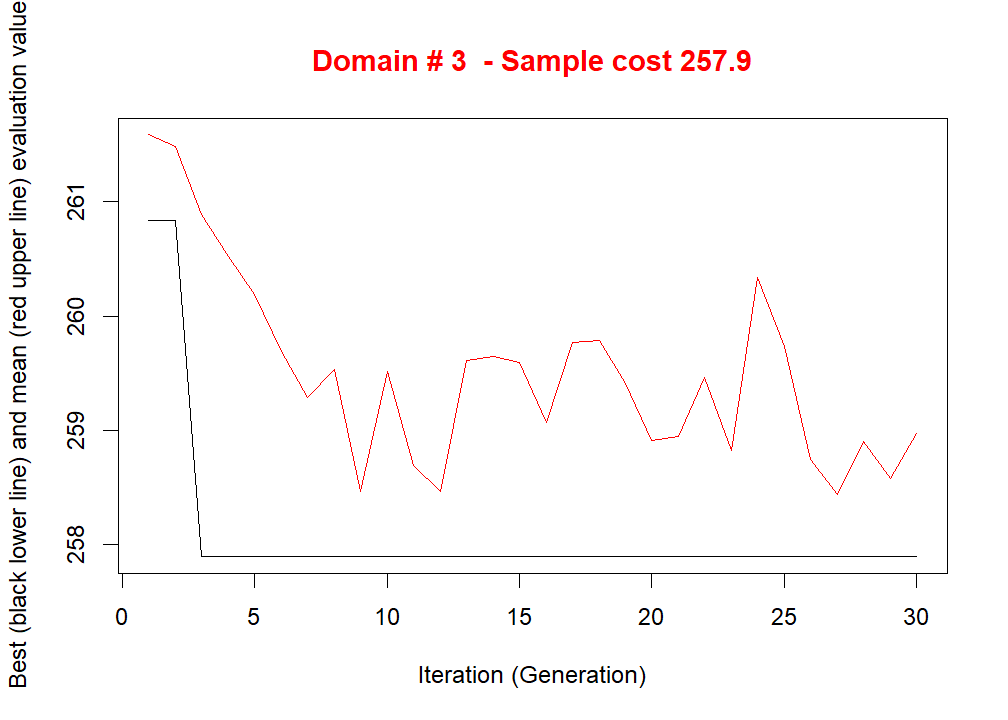 Domain # 3  - Sample cost 257.9
Best (black lower line) and mean (red upper line) evaluation value
261
260
259
258
0 5 10 15 20 25 30
Iteration (Generation)